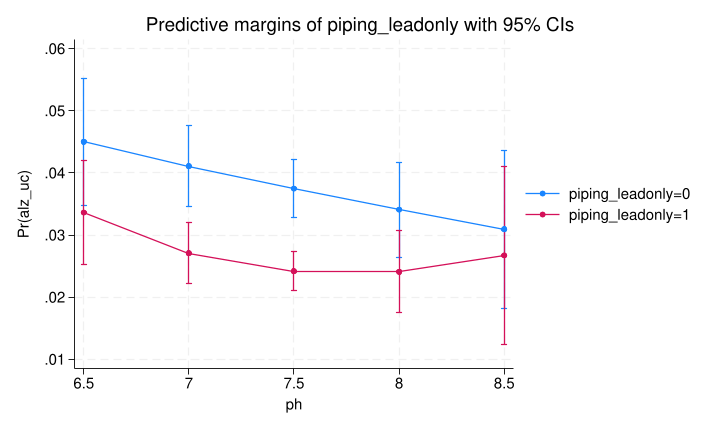 Predictive margins of piping_leadonly with 95% CIs
.06
.05
.04
.03
.02
.01
Pr(alz_uc)
6.5 7 7.5 8 8.5
ph
piping_leadonly=0
piping_leadonly=1